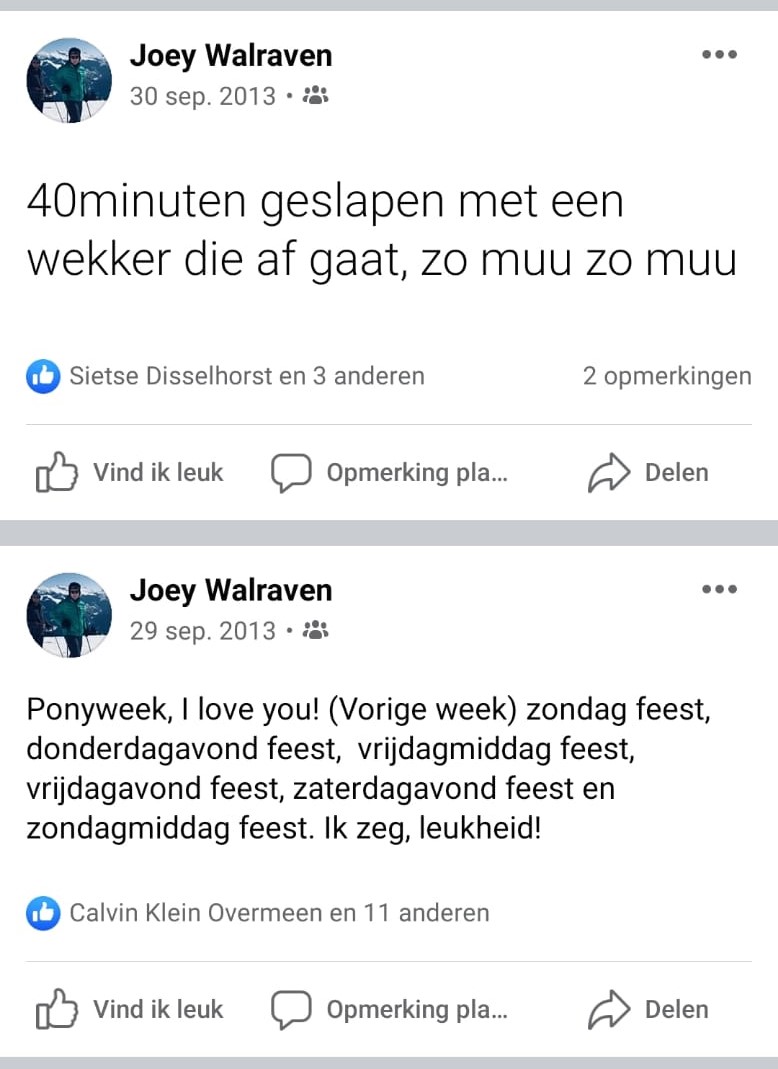 Joey Walraven
30 sep. 2013 •
40minuten geslapen met een
wekker die af gaat, zo muu zo muu
Sietse Disselhorst en 3 anderen 2 opmerkingen
Vind ik leuk Opmerking pla... Delen
Joey Walraven
29 sep. 2013 •
Ponyweek, I love you! (Vorige week) zondag feest,
donderdagavond feest,  vrijdagmiddag feest,
vrijdagavond feest, zaterdagavond feest en
zondagmiddag feest. Ik zeg, leukheid!
Calvin Klein Overmeen en 11 anderen
Vind ik leuk Opmerking pla... Delen